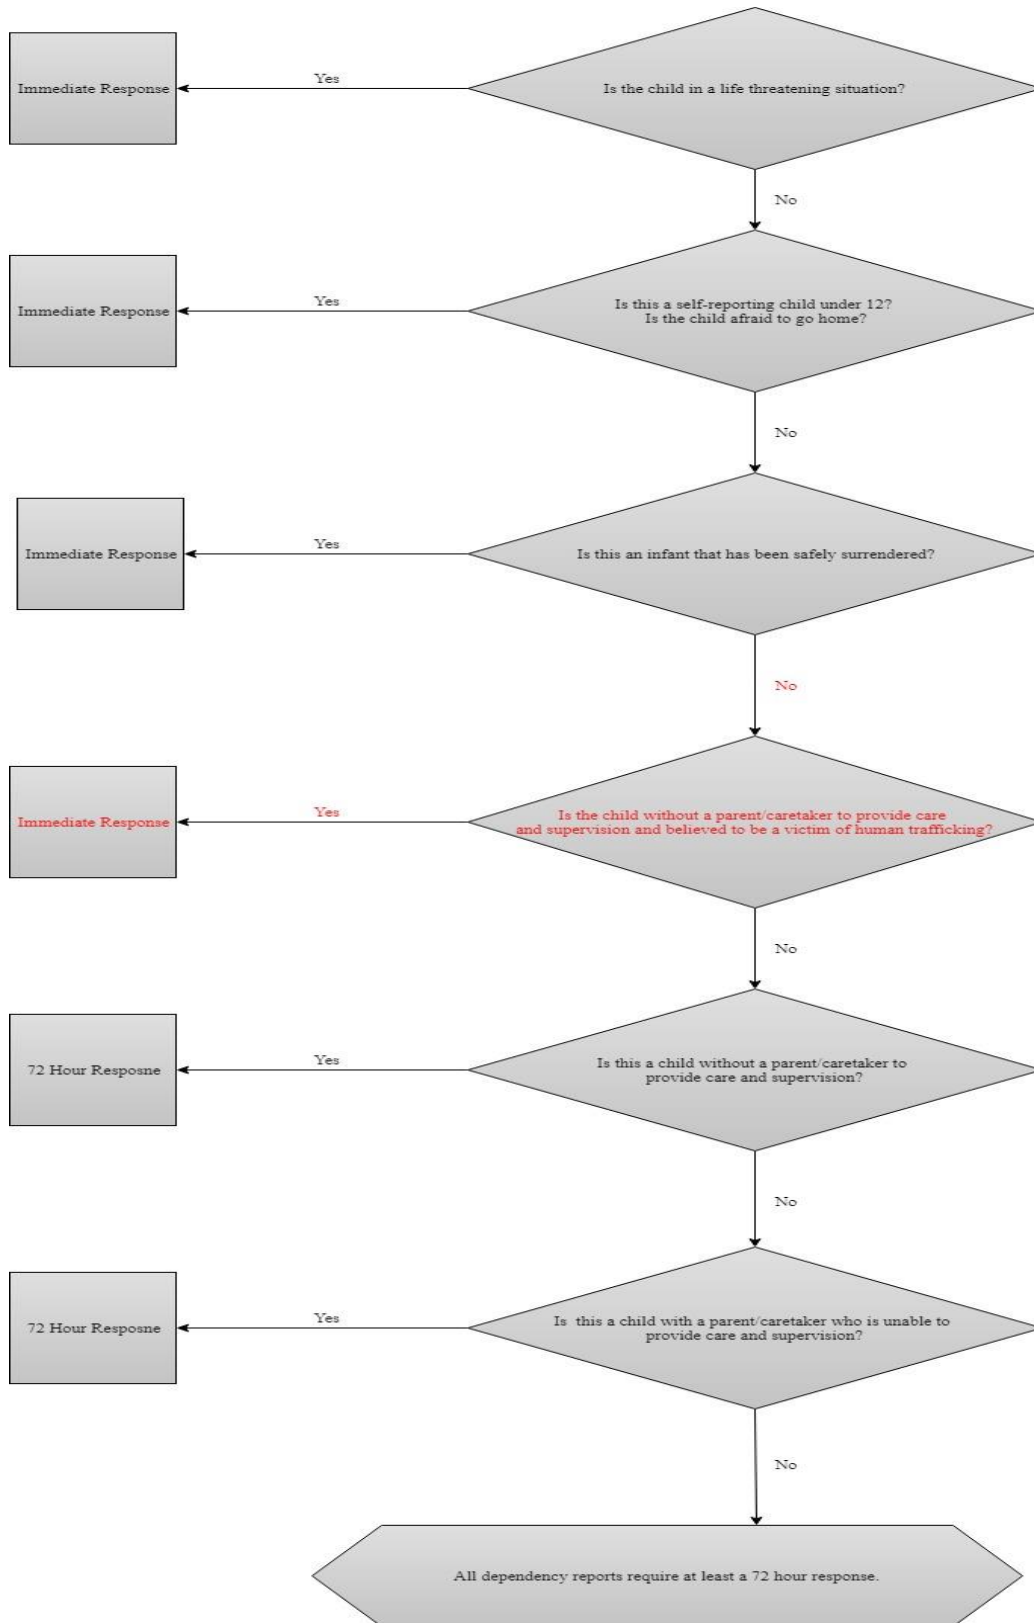 Is the child in a life threatening situation?
Yes
Immediate Response
No
Is this a self-reporting child under 12?
Is the child afraid to go home?
Yes
Immediate Response
No
Is this an infant that has been safely surrendered?
Yes
Immediate Response
No
Is the child without a parent/caretaker to provide care
and supervision and believed to be a victim of human trafficking?
Yes
Immediate Response
No
Is this a child without a parent/caretaker to
provide care and supervision?
Yes
72 Hour Resposne
No
Is this a child with a parent/caretaker who is unable to
provide care and supervision?
Yes
72 Hour Resposne
No
All dependency reports require at least a 72 hour response.